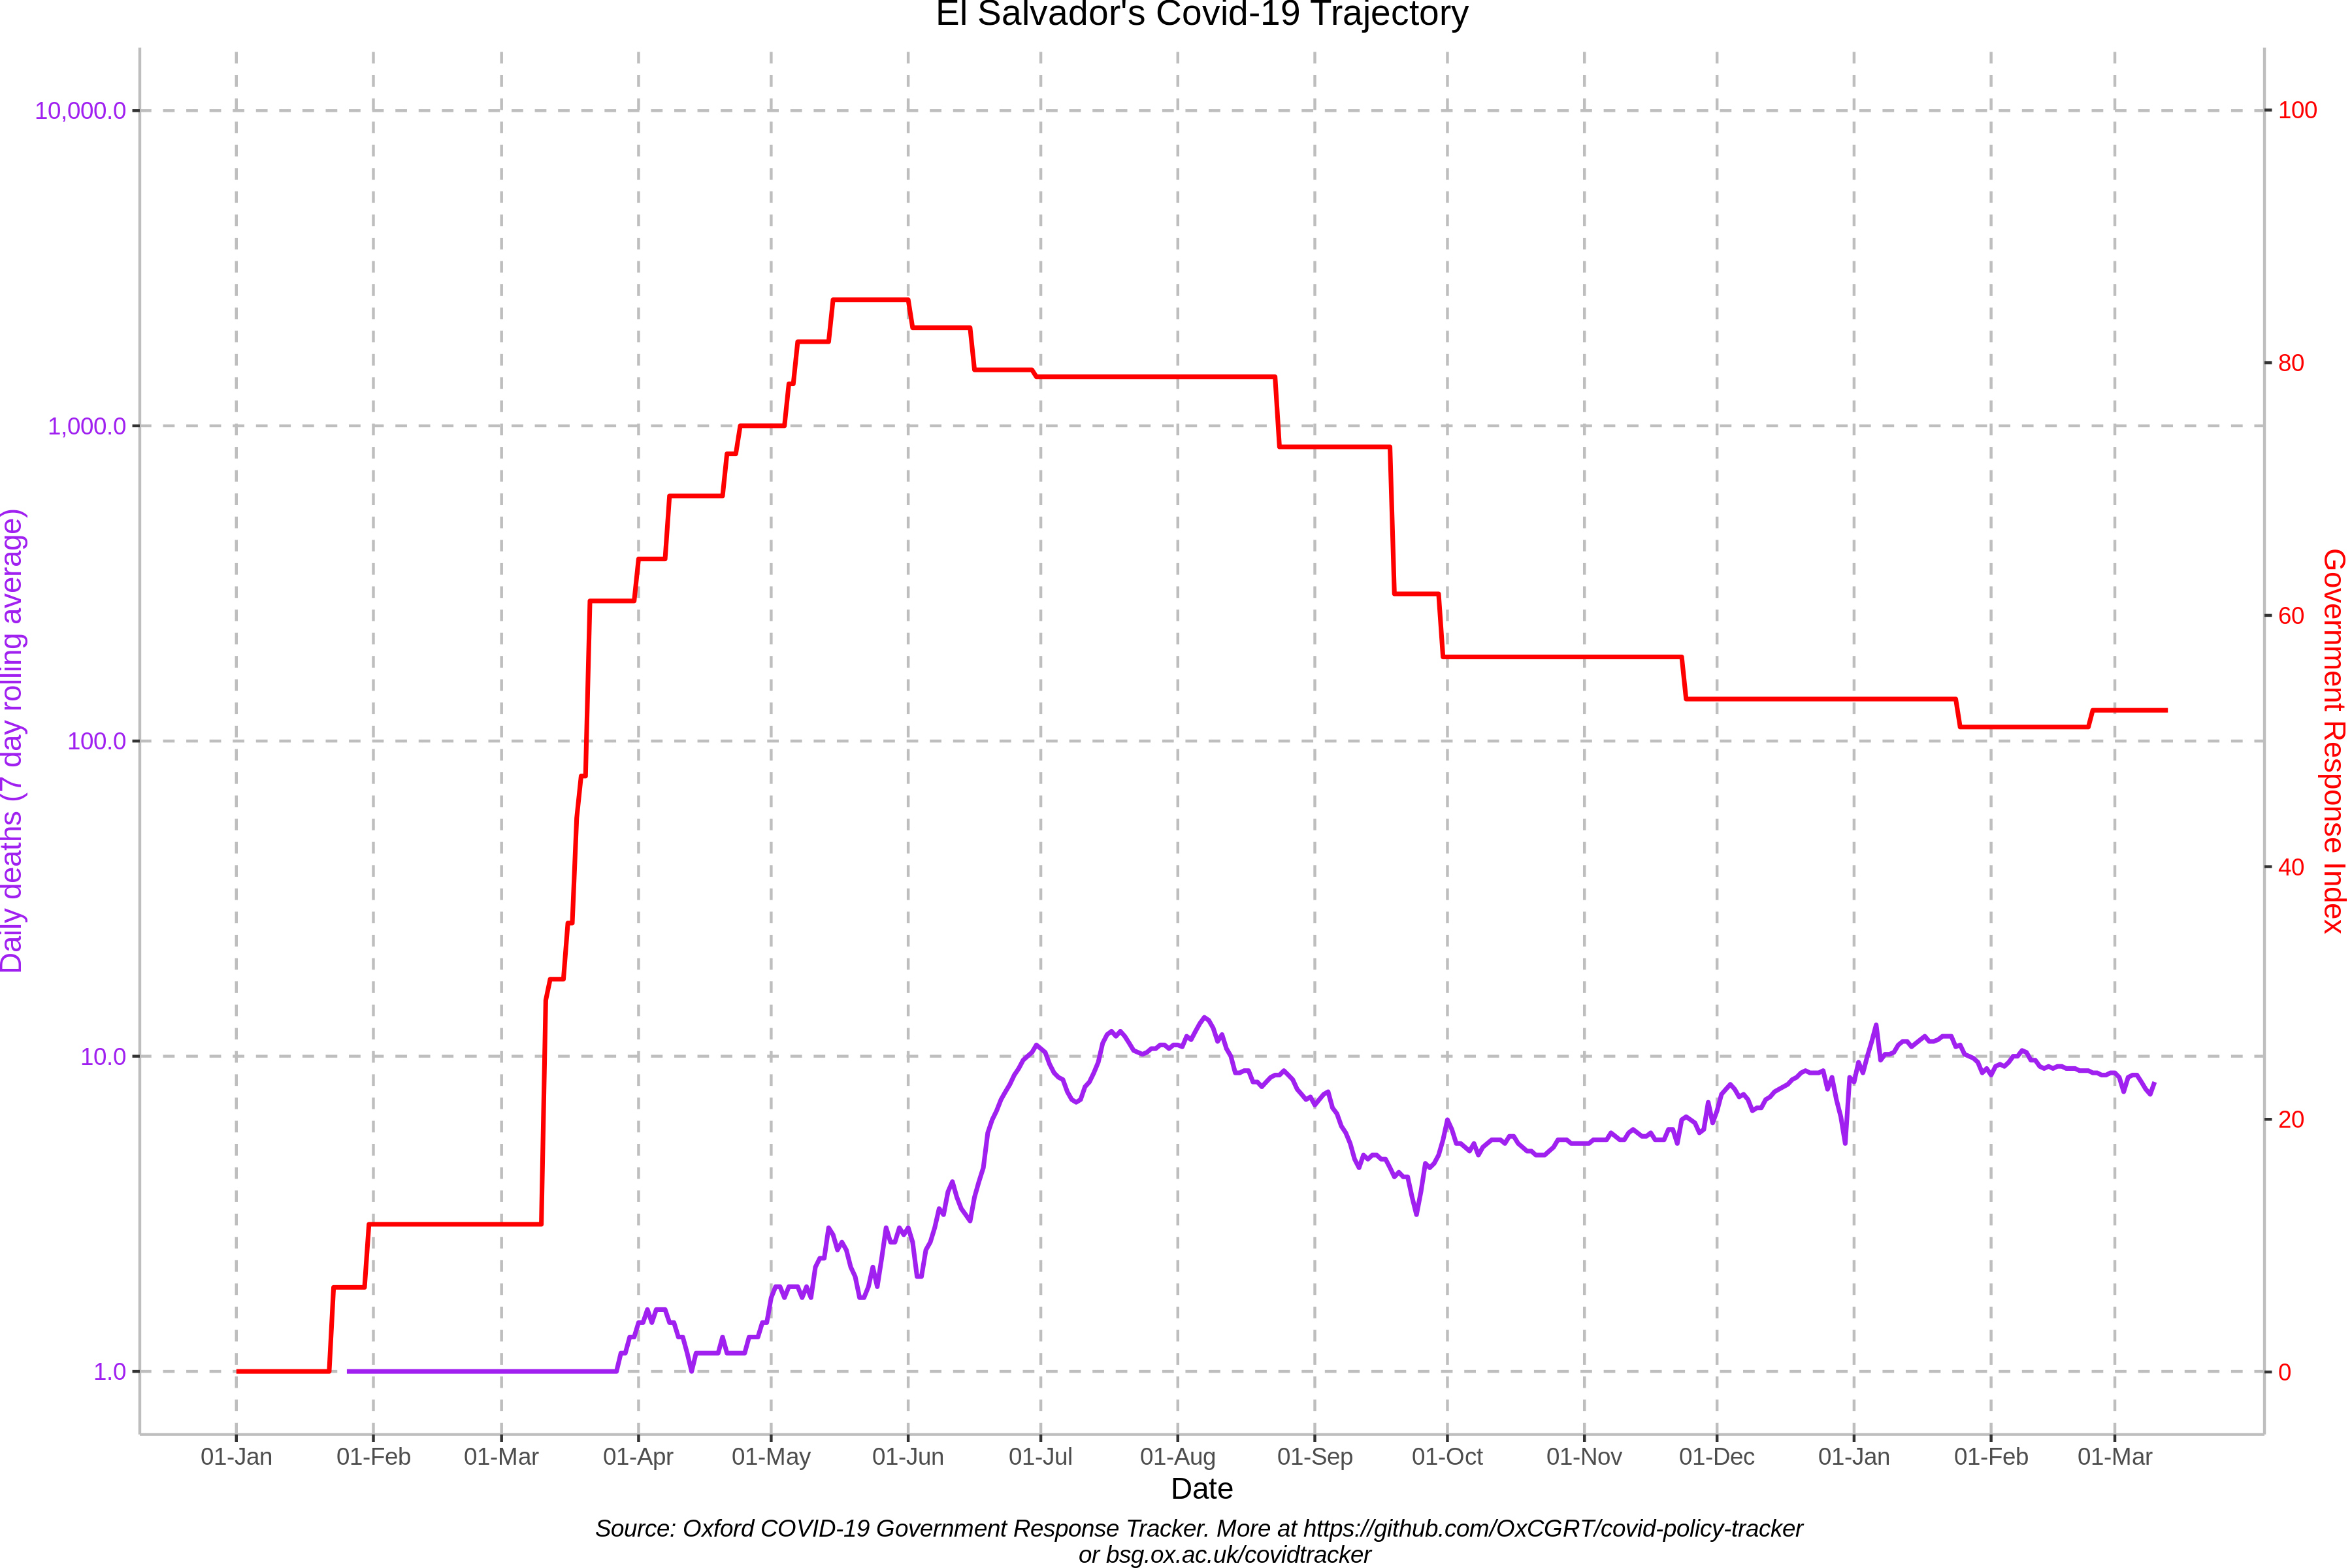 El Salvador's Covid-19 Trajectory
10,000.0
1,000.0
100.0
10.0
1.0
Daily deaths (7 day rolling average)
100
80
60
40
20
0
Government Response Index
01-Jan 01-Feb 01-Mar 01-Apr 01-May 01-Jun 01-Jul 01-Aug 01-Sep 01-Oct 01-Nov 01-Dec 01-Jan 01-Feb 01-Mar
Date
Source: Oxford COVID-19 Government Response Tracker. More at https://github.com/OxCGRT/covid-policy-tracker
or bsg.ox.ac.uk/covidtracker